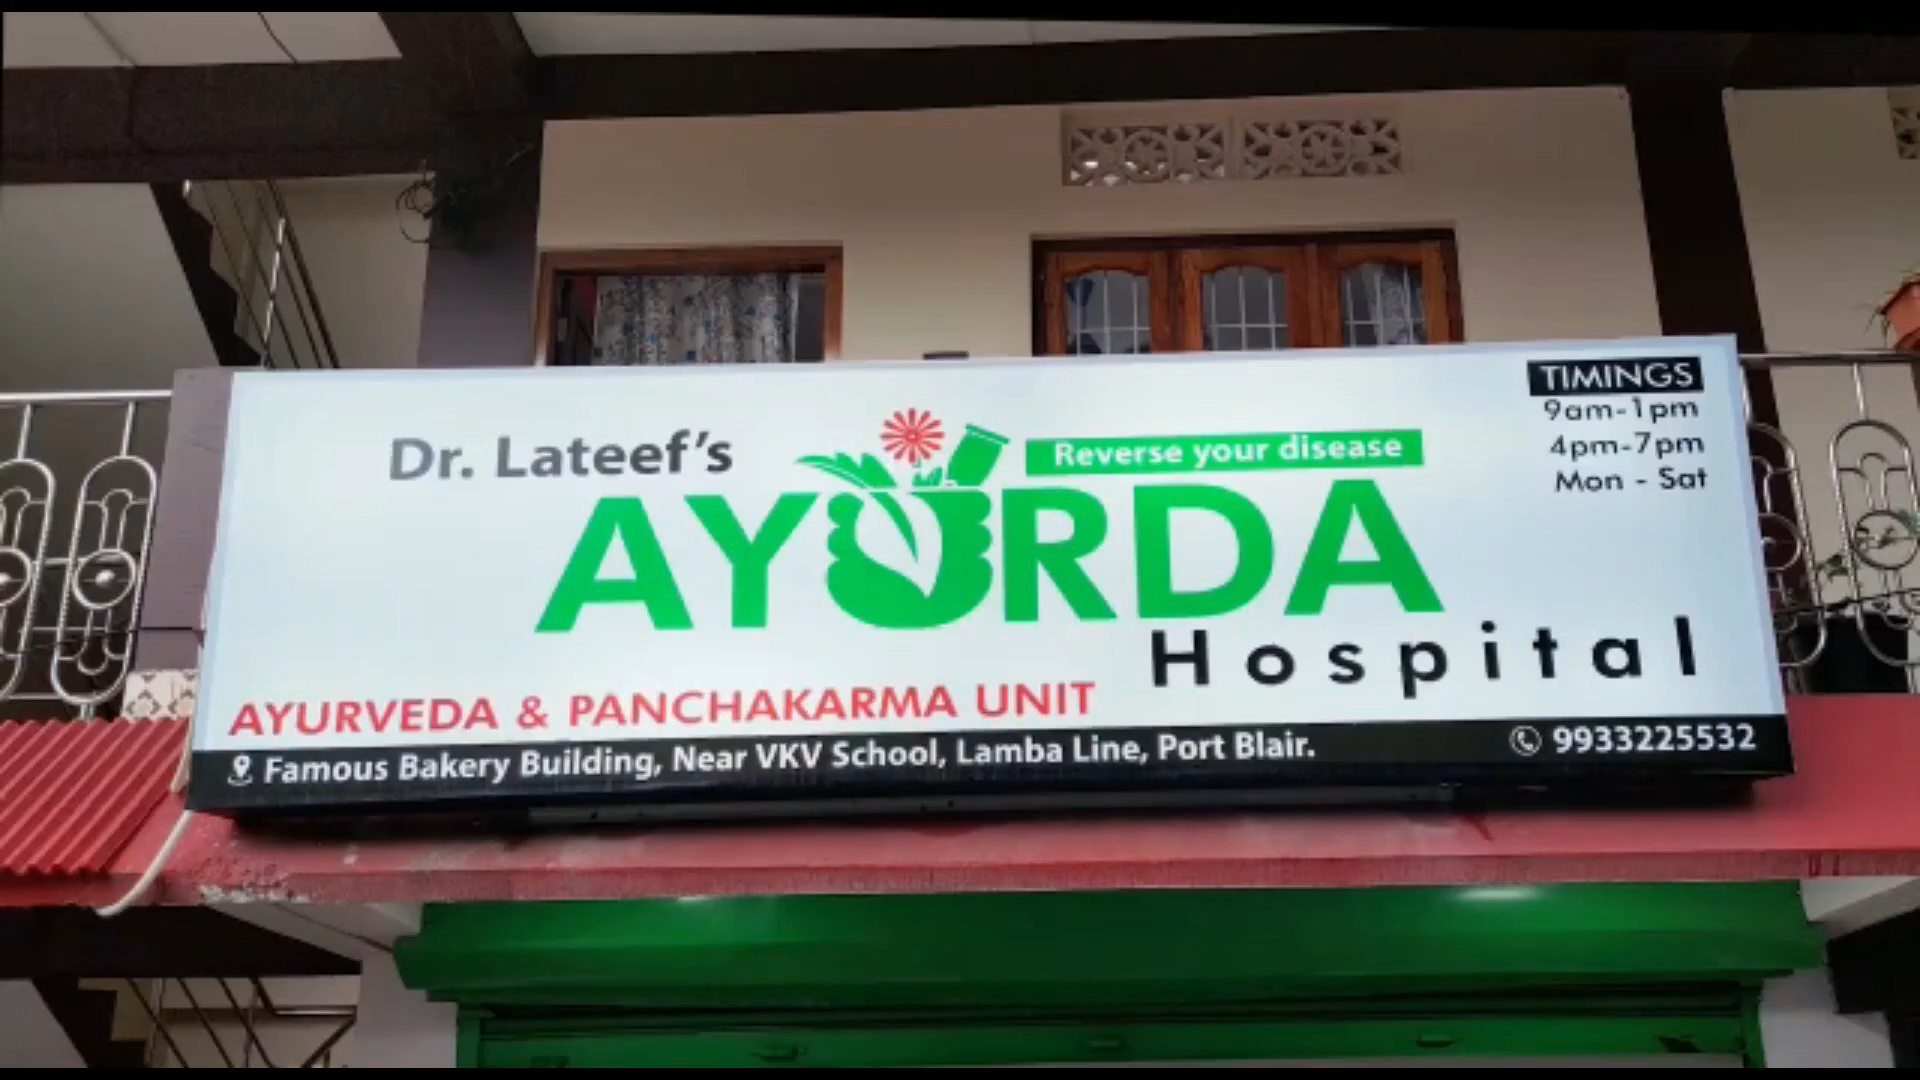 Dr. Lateef's
Reverse your disease
AYURDA
Hospital
TIMINGS
9am-1pm
4pm-7pm
Mon - Sat
AYURVEDA & PANCHAKARMA UNIT
Famous Bakery Building, Near VKV School, Lamba Line, Port Blair.
9933225532